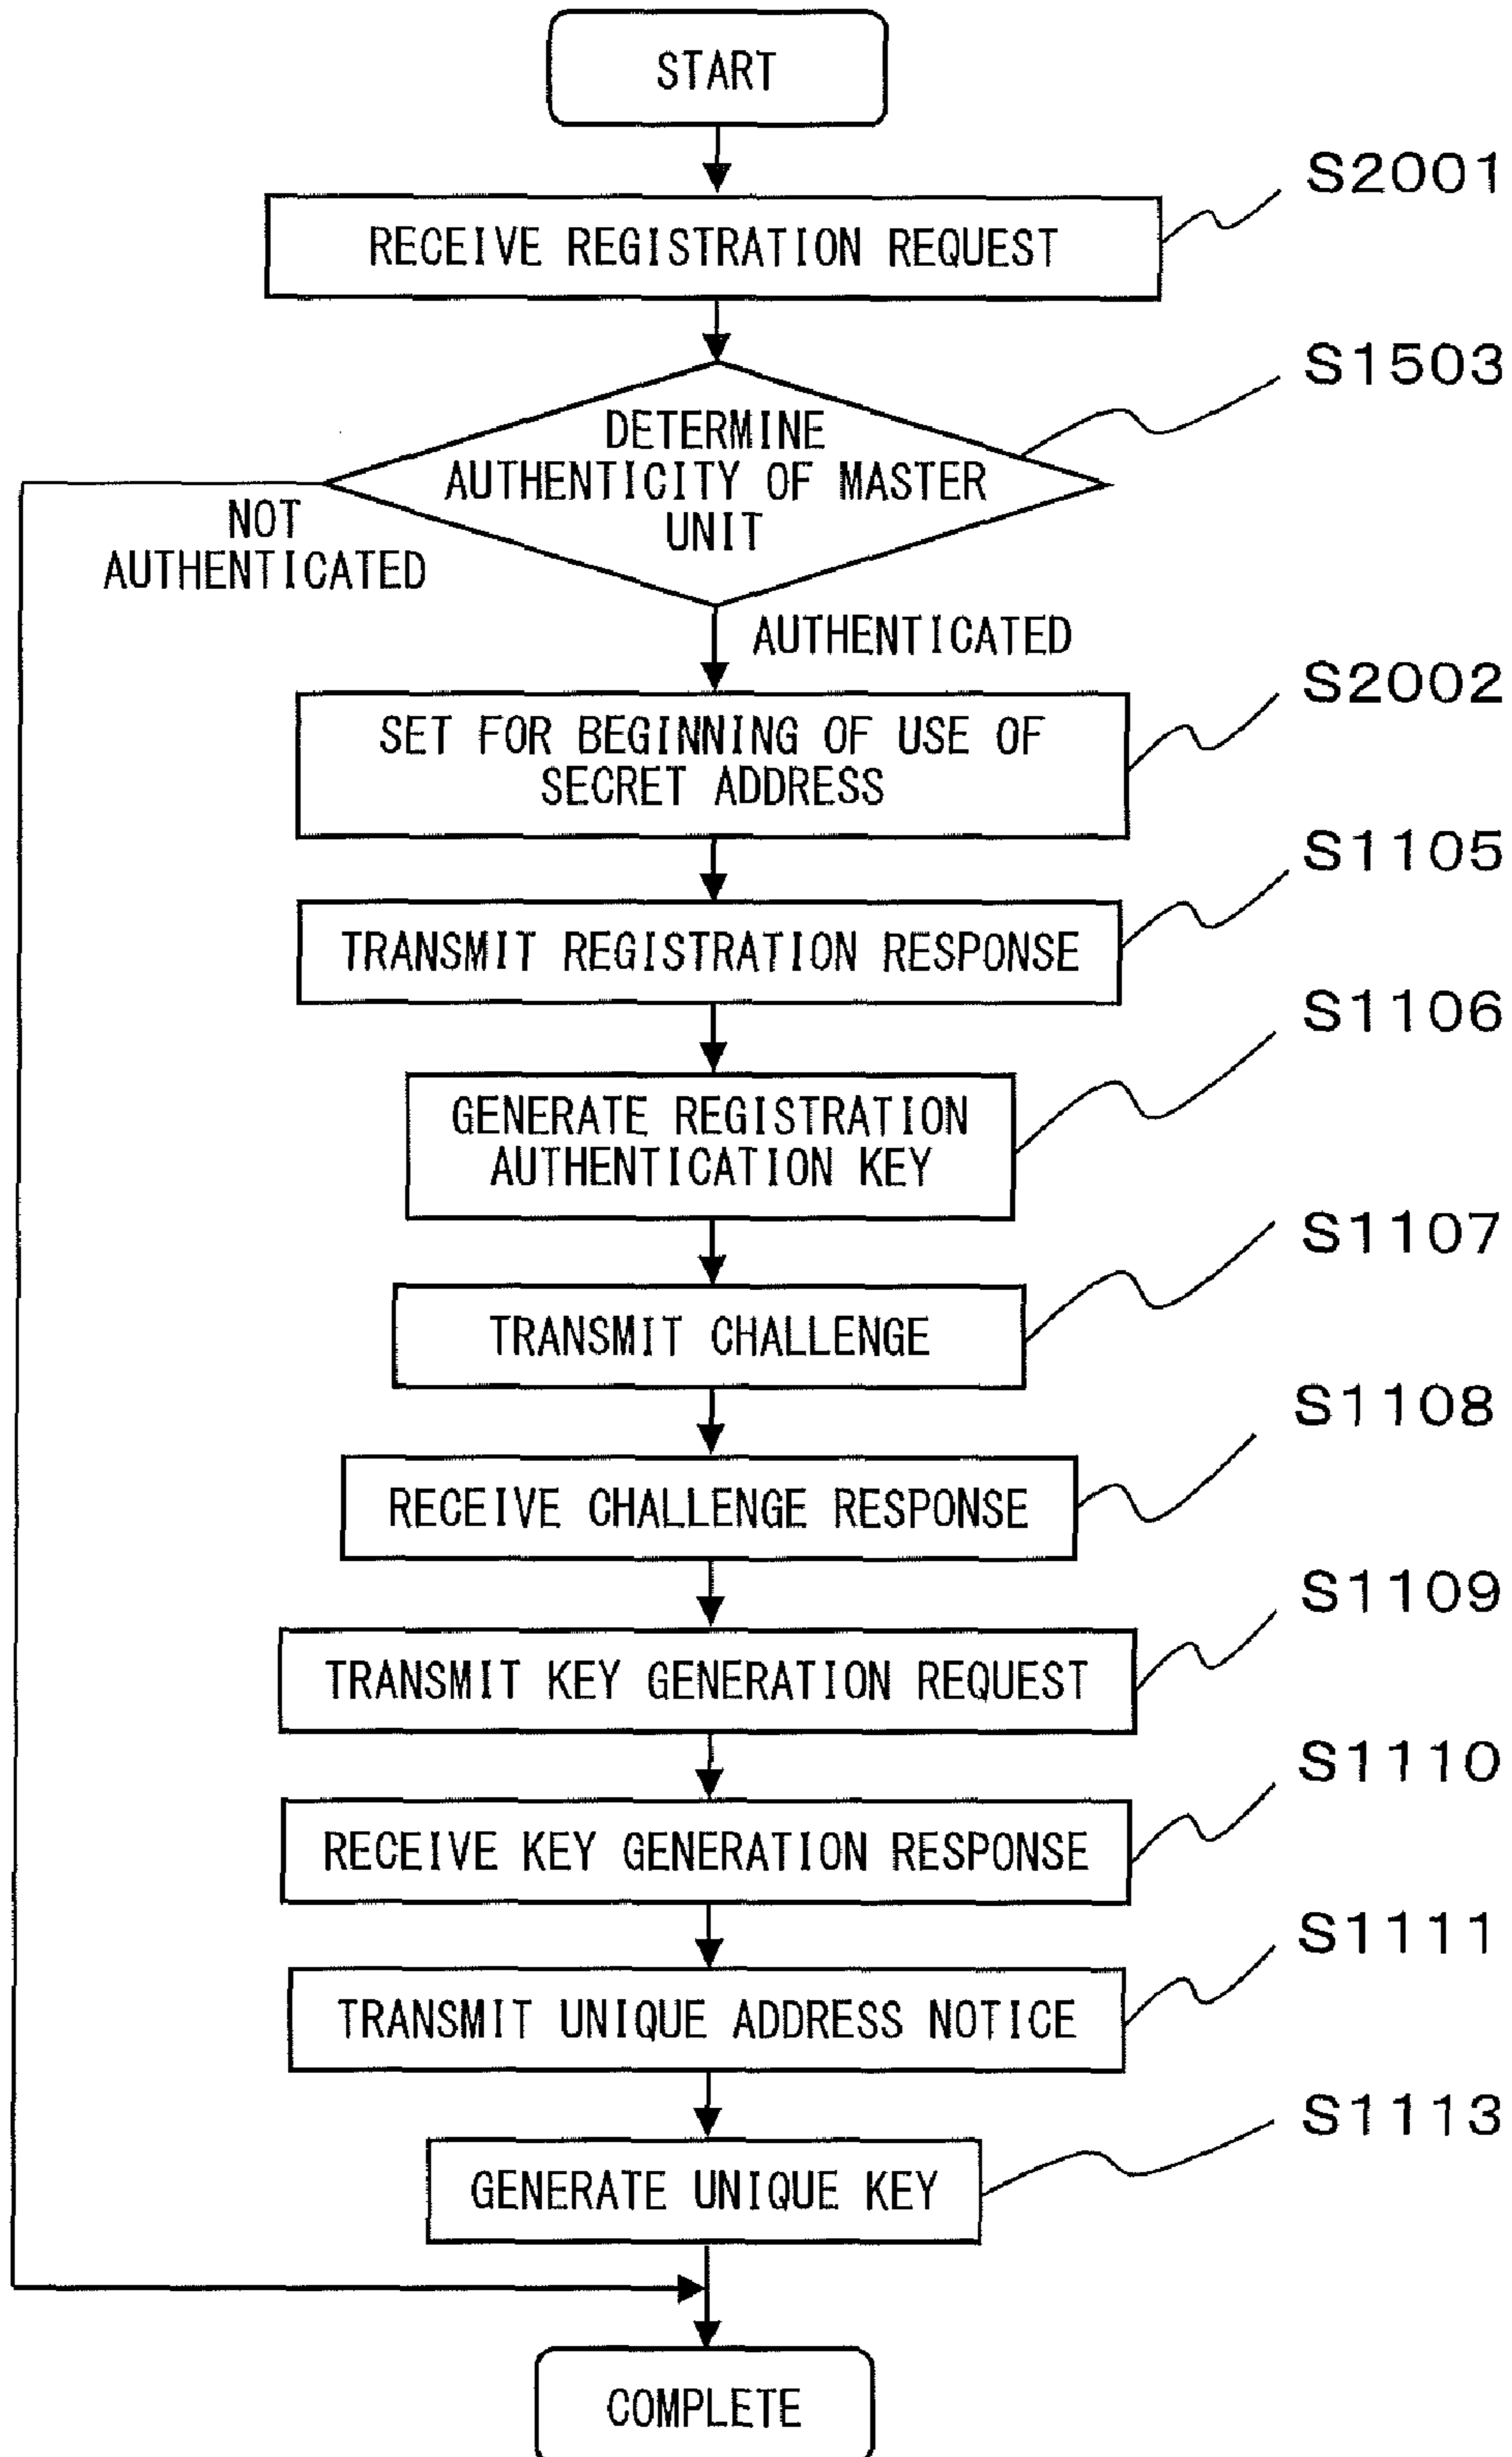 START
S2001
RECEIVE REGISTRATION REQUEST
S1503
DETERMINE
AUTHENTICITY OF MASTER
UNIT
NOT
AUTHENTICATED
AUTHENTICATED
S2002
SET FOR BEGINNING OF USE OF
SECRET ADDRESS
S1105
TRANSMIT REGISTRATION RESPONSE
S1106
GENERATE REGISTRATION
AUTHENTICATION KEY
S1107
TRANSMIT CHALLENGE
S1108
RECEIVE CHALLENGE RESPONSE
S1109
TRANSMIT KEY GENERATION REQUEST
S1110
RECEIVE KEY GENERATION RESPONSE
S1111
TRANSMIT UNIQUE ADDRESS NOTICE
S1113
GENERATE UNIQUE KEY
COMPLETE